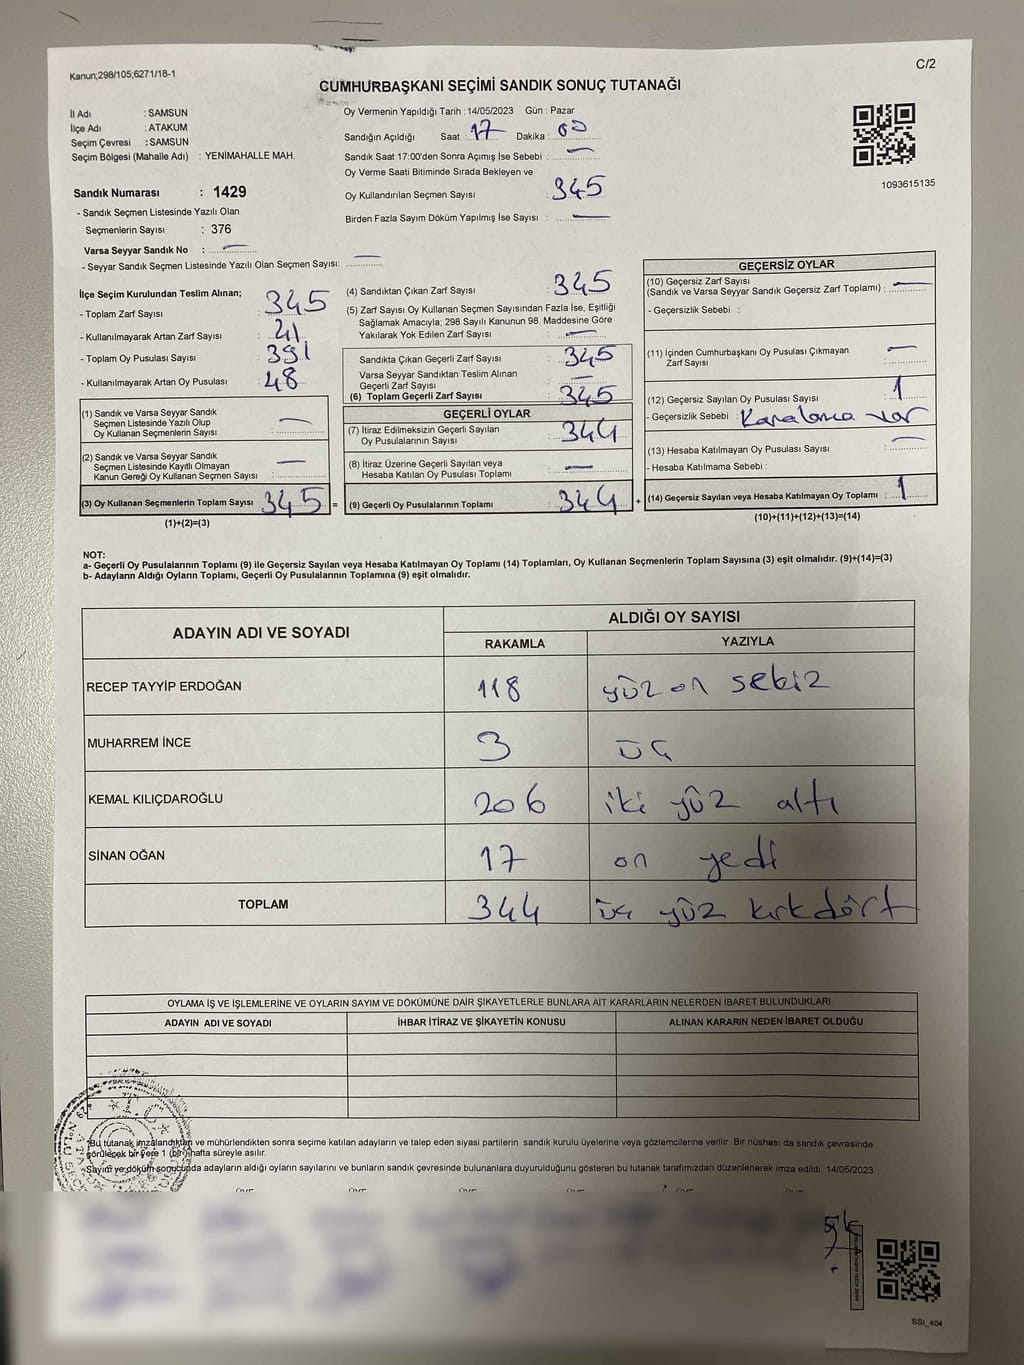 Kanun;298/105;6271/18-1
C/2
CUMHURBAŞKANI SEÇİMİ SANDIK SONUÇ TUTANAĞI
İl Adı : SAMSUN
İlçe Adı : ATAKUM
Seçim Çevresi : SAMSUN
Seçim Bölgesi (Mahalle Adı) : YENİMAHALLE MAH.
Sandık Numarası : 1429
- Sandık Seçmen Listesinde Yazılı Olan
Seçmenlerin Sayısı : 376
Varsa Seyyar Sandık No : —
- Seyyar Sandık Seçmen Listesinde Yazılı Olan Seçmen Sayısı: —
Oy Vermenin Yapıldığı Tarih : 14/05/2023 Gün : Pazar
Sandığın Açıldığı Saat : 17 Dakika : 00
Sandık Saat 17:00'den Sonra Açımış İse Sebebi : —
Oy Verme Saati Bitiminde Sırada Bekleyen ve
Oy Kullandırılan Seçmen Sayısı : 345
Birden Fazla Sayım Döküm Yapılmış İse Sayısı : —
1093615135
İlçe Seçim Kurulundan Teslim Alınan;
- Toplam Zarf Sayısı : 345
- Kullanılmayarak Artan Zarf Sayısı : 41
- Toplam Oy Pusulası Sayısı : 391
- Kullanılmayarak Artan Oy Pusulası : 48
(1) Sandık ve Varsa Seyyar Sandık
Seçmen Listesinde Yazılı Olup
Oy Kullanan Seçmenlerin Sayısı : —
(2) Sandık ve Varsa Seyyar Sandık
Seçmen Listesinde Kayıtlı Olmayan
Kanun Gereği Oy Kullanan Seçmen Sayısı : —
(3) Oy Kullanan Seçmenlerin Toplam Sayısı : 345 =
(1)+(2)=(3)
(4) Sandıktan Çıkan Zarf Sayısı : 345
(5) Zarf Sayısı Oy Kullanan Seçmen Sayısından Fazla İse, Eşitliği
Sağlamak Amacıyla; 298 Sayılı Kanunun 98. Maddesine Göre
Yakılarak Yok Edilen Zarf Sayısı : —
Sandıkta Çıkan Geçerli Zarf Sayısı : 345
Varsa Seyyar Sandıktan Teslim Alınan
Geçerli Zarf Sayısı : —
(6) Toplam Geçerli Zarf Sayısı : 345
GEÇERLİ OYLAR
(7) İtiraz Edilmeksizin Geçerli Sayılan
Oy Pusulalarının Sayısı : 344
(8) İtiraz Üzerine Geçerli Sayılan veya
Hesaba Katılan Oy Pusulası Toplamı : —
(9) Geçerli Oy Pusulalarının Toplamı : 344 +
GEÇERSİZ OYLAR
(10) Geçersiz Zarf Sayısı
(Sandık ve Varsa Seyyar Sandık Geçersiz Zarf Toplamı) : —
- Geçersizlik Sebebi :
(11) İçinden Cumhurbaşkanı Oy Pusulası Çıkmayan
Zarf Sayısı : —
(12) Geçersiz Sayılan Oy Pusulası Sayısı : 1
- Geçersizlik Sebebi : Karalama var
(13) Hesaba Katılmayan Oy Pusulası Sayısı : —
- Hesaba Katılmama Sebebi :
(14) Geçersiz Sayılan veya Hesaba Katılmayan Oy Toplamı : 1
(10)+(11)+(12)+(13)=(14)
NOT:
a- Geçerli Oy Pusulalarının Toplamı (9) ile Geçersiz Sayılan veya Hesaba Katılmayan Oy Toplamı (14) Toplamları, Oy Kullanan Seçmenlerin Toplam Sayısına (3) eşit olmalıdır. (9)+(14)=(3)
b- Adayların Aldığı Oyların Toplamı, Geçerli Oy Pusulalarının Toplamına (9) eşit olmalıdır.
ADAYIN ADI VE SOYADI ALDIĞI OY SAYISI
RAKAMLA YAZIYLA
RECEP TAYYİP ERDOĞAN 118 yüz on sekiz
MUHARREM İNCE 3 üç
KEMAL KILIÇDAROĞLU 206 iki yüz altı
SİNAN OĞAN 17 on yedi
TOPLAM 344 üç yüz kırkdört
OYLAMA İŞ VE İŞLEMLERİNE VE OYLARIN SAYIM VE DÖKÜMÜNE DAİR ŞİKAYETLERLE BUNLARA AİT KARARLARIN NELERDEN İBARET BULUNDUKLARI
ADAYIN ADI VE SOYADI İHBAR İTİRAZ VE ŞİKAYETİN KONUSU ALINAN KARARIN NEDEN İBARET OLDUĞU
Bu tutanak imzalandıktan ve mühürlendikten sonra seçime katılan adayların ve talep eden siyasi partilerin sandık kurulu üyelerine veya gözlemcilerine verilir. Bir nüshası da sandık çevresinde
görülecek bir yere 1 (bir) hafta süreyle asılır.
Sayım ve döküm sonucunda adayların aldığı oyların sayılarını ve bunların sandık çevresinde bulunanlara duyurulduğunu gösteren bu tutanak tarafımızdan düzenlenerek imza edildi. 14/05/2023
T.C.
SSI_404